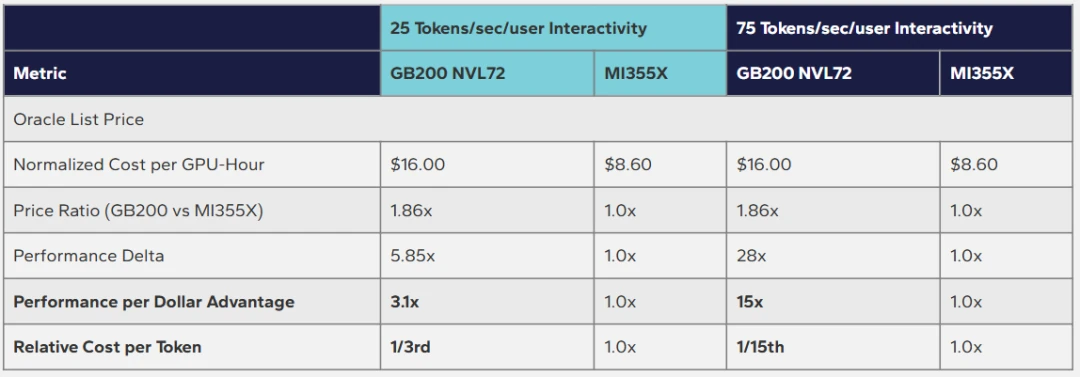 25 Tokens/sec/user Interactivity 75 Tokens/sec/user Interactivity
Metric GB200 NVL72 MI355X GB200 NVL72 MI355X
Oracle List Price
Normalized Cost per GPU-Hour $16.00 $8.60 $16.00 $8.60
Price Ratio (GB200 vs MI355X) 1.86x 1.0x 1.86x 1.0x
Performance Delta 5.85x 1.0x 28x 1.0x
Performance per Dollar Advantage 3.1x 1.0x 15x 1.0x
Relative Cost per Token 1/3rd 1.0x 1/15th 1.0x